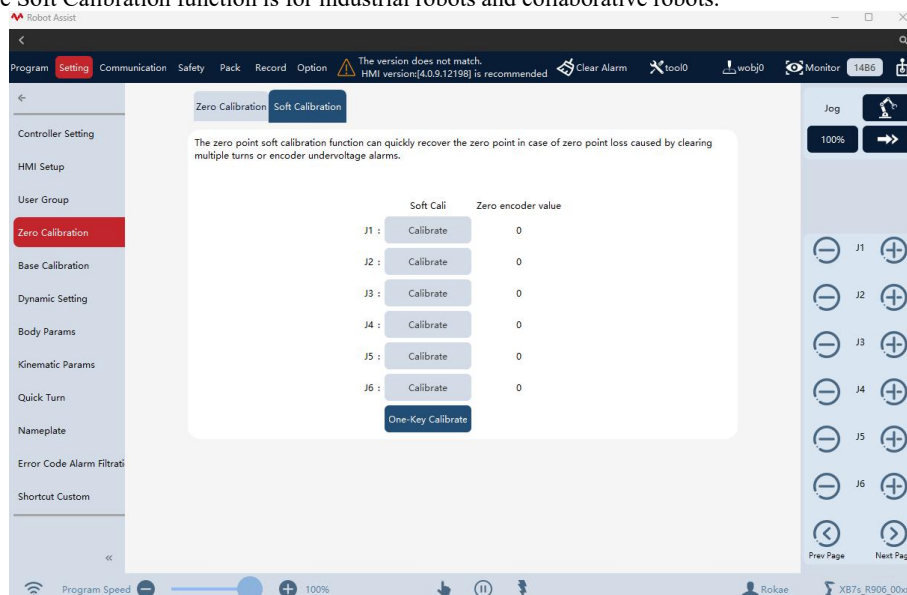 e Soft Calibration function is for industrial robots and collaborative robots.
Robot Assist
Program Setting Communication Safety Pack Record Option
The version does not match.
HMI version:[4.0.9.12198] is recommended
Clear Alarm tool0 wobj0 Monitor 14B6
Controller Setting
HMI Setup
User Group
Zero Calibration
Base Calibration
Dynamic Setting
Body Params
Kinematic Params
Quick Turn
Nameplate
Error Code Alarm Filtrati
Shortcut Custom
«
Zero Calibration Soft Calibration
The zero point soft calibration function can quickly recover the zero point in case of zero point loss caused by clearing
multiple turns or encoder undervoltage alarms.
Soft Cali Zero encoder value
J1 : Calibrate 0
J2 : Calibrate 0
J3 : Calibrate 0
J4 : Calibrate 0
J5 : Calibrate 0
J6 : Calibrate 0
One-Key Calibrate
Jog
100%
J1
J2
J3
J4
J5
J6
Prev Page Next Pag
Program Speed 100% Rokae